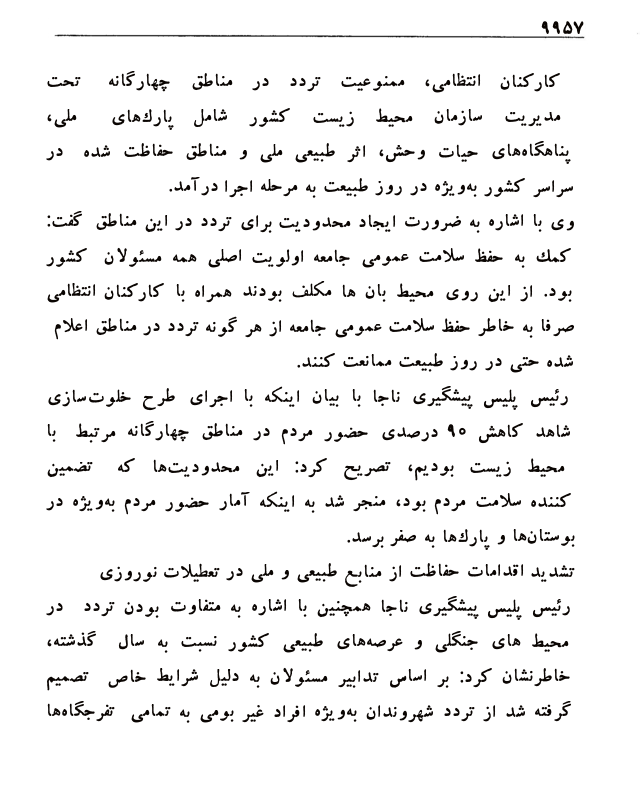 ۹۹۵۷
کارکنان انتظامی، ممنوعیت تردد در مناطق چهارگانه تحت
مدیریت سازمان محیط زیست کشور شامل پارك‌های ملی،
پناهگاه‌های حیات وحش، اثر طبیعی ملی و مناطق حفاظت شده در
سراسر کشور به‌ویژه در روز طبیعت به مرحله اجرا درآمد.
وی با اشاره به ضرورت ایجاد محدودیت برای تردد در این مناطق گفت:
کمك به حفظ سلامت عمومی جامعه اولویت اصلی همه مسئولان کشور
بود. از این روی محیط بان ها مکلف بودند همراه با کارکنان انتظامی
صرفا به خاطر حفظ سلامت عمومی جامعه از هر گونه تردد در مناطق اعلام
شده حتی در روز طبیعت ممانعت کنند.
رئیس پلیس پیشگیری ناجا با بیان اینکه با اجرای طرح خلوت‌سازی
شاهد کاهش ۹۰ درصدی حضور مردم در مناطق چهارگانه مرتبط با
محیط زیست بودیم، تصریح کرد: این محدودیت‌ها که تضمین
کننده سلامت مردم بود، منجر شد به اینکه آمار حضور مردم به‌ویژه در
بوستان‌ها و پارك‌ها به صفر برسد.
تشدید اقدامات حفاظت از منابع طبیعی و ملی در تعطیلات نوروزی
رئیس پلیس پیشگیری ناجا همچنین با اشاره به متفاوت بودن تردد در
محیط های جنگلی و عرصه‌های طبیعی کشور نسبت به سال گذشته،
خاطرنشان کرد: بر اساس تدابیر مسئولان به دلیل شرایط خاص تصمیم
گرفته شد از تردد شهروندان به‌ویژه افراد غیر بومی به تمامی تفرجگاه‌ها